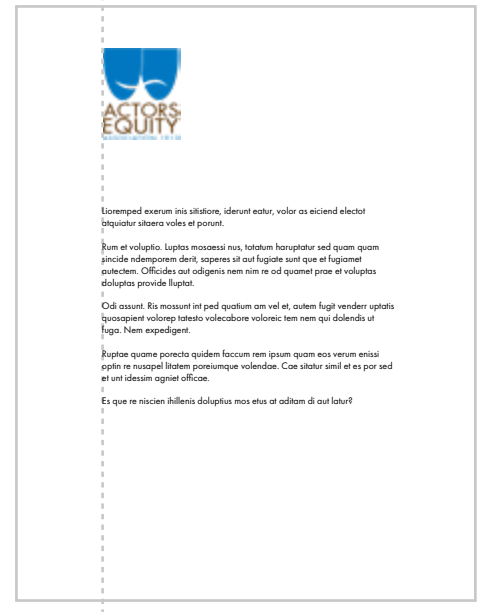 ACTORS
EQUITY
Lioremped exerum inis sitistiore, iderunt eatur, volor as eiciend electot
atquiatur sitaera voles et porunt.
Rum et voluptio. Luptas mosaessi nus, totatum haruptatur sed quam quam
sincide ndemporem derit, saperes sit aut fugiate sunt que et fugiamet
autectem. Officides aut odigenis nem nim re od quamet prae et voluptas
doluptas provide lluptat.
Odi assunt. Ris mossunt int ped quatium am vel et, autem fugit venderr uptatis
quosapient volorep tatesto volecabore voloreic tem nem qui dolendis ut
fuga. Nem expedigent.
Ruptae quame porecta quidem faccum rem ipsum quam eos verum enissi
optin re nusapel litatem poreiumque volendae. Cae sitatur simil et es por sed
et unt idessim agniet officae.
Es que re niscien ihillenis doluptius mos etus at aditam di aut latur?